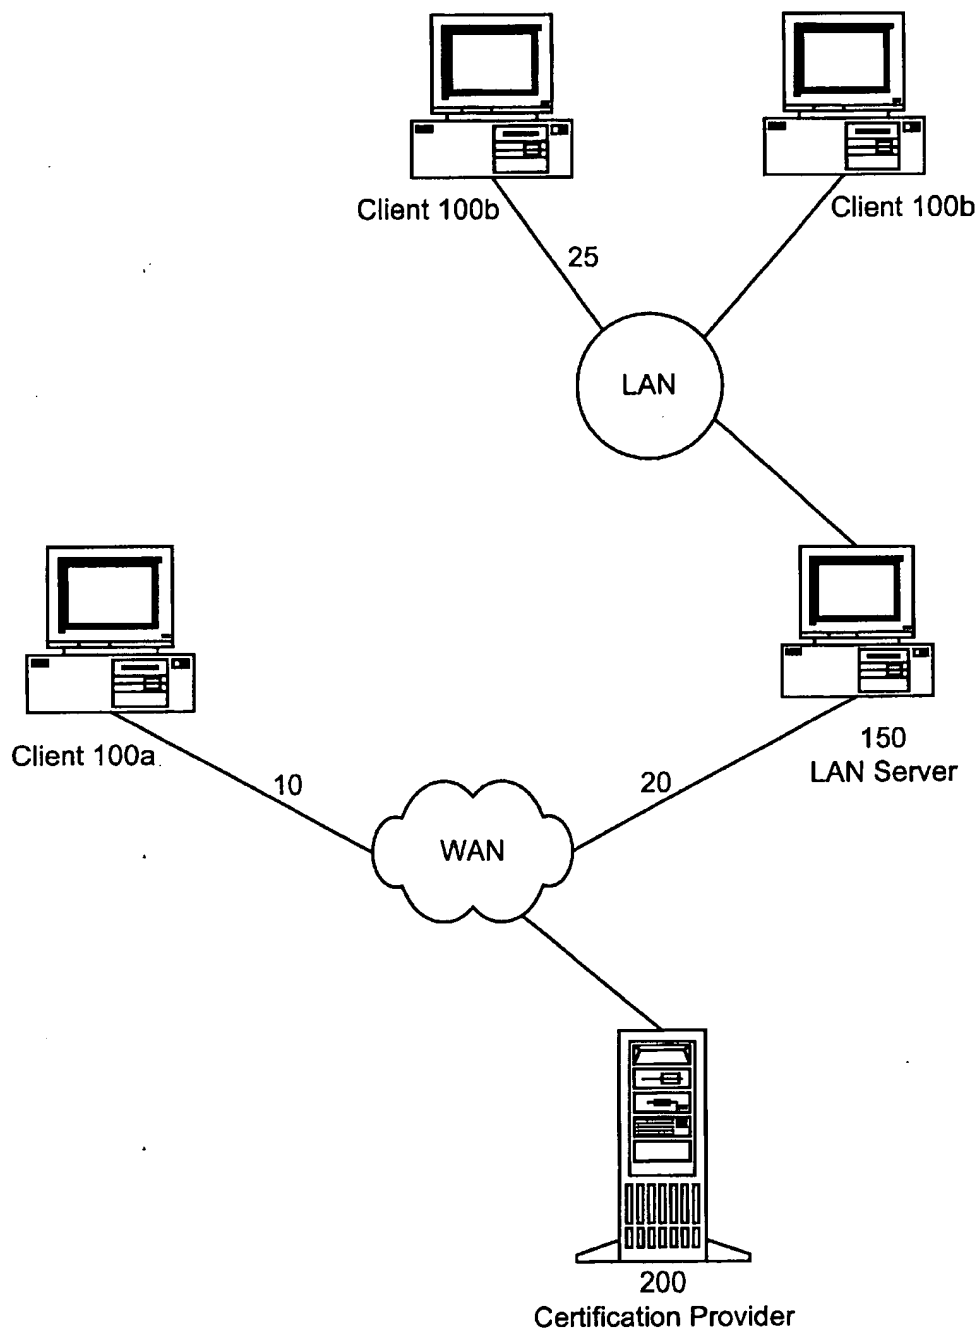 Client 100b
Client 100b
25
LAN
Client 100a
10
20
150
LAN Server
WAN
200
Certification Provider